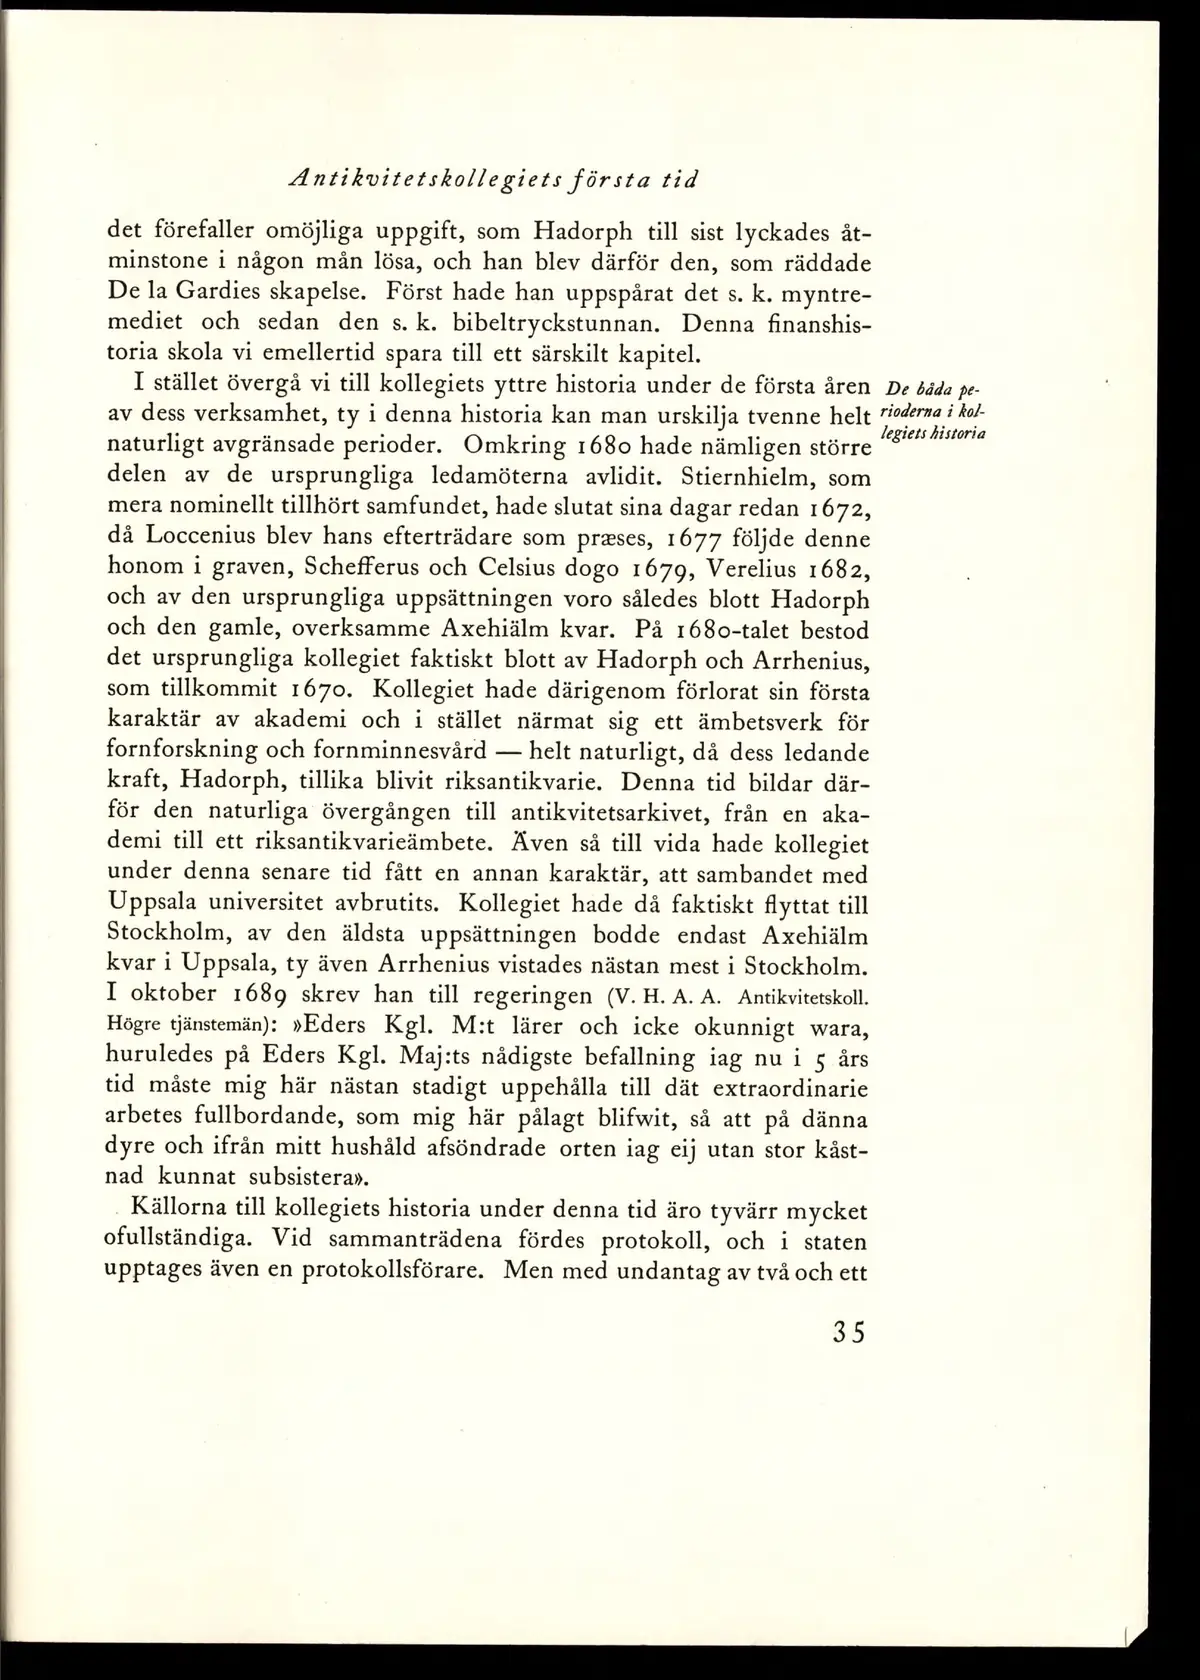 Antikvitetskollegiets första tid
det förefaller omöjliga uppgift, som Hadorph till sist lyckades åt-
minstone i någon mån lösa, och han blev därför den, som räddade
De la Gardies skapelse. Först hade han uppspårat det s. k. myntre-
mediet och sedan den s. k. bibeltryckstunnan. Denna finanshis-
toria skola vi emellertid spara till ett särskilt kapitel.
I stället övergå vi till kollegiets yttre historia under de första åren
av dess verksamhet, ty i denna historia kan man urskilja tvenne helt
naturligt avgränsade perioder. Omkring 1680 hade nämligen större
delen av de ursprungliga ledamöterna avlidit. Stiernhielm, som
mera nominellt tillhört samfundet, hade slutat sina dagar redan 1672,
då Loccenius blev hans efterträdare som præses, 1677 följde denne
honom i graven, Schefferus och Celsius dogo 1679, Verelius 1682,
och av den ursprungliga uppsättningen voro således blott Hadorph
och den gamle, overksamme Axehiälm kvar. På 1680-talet bestod
det ursprungliga kollegiet faktiskt blott av Hadorph och Arrhenius,
som tillkommit 1670. Kollegiet hade därigenom förlorat sin första
karaktär av akademi och i stället närmat sig ett ämbetsverk för
fornforskning och fornminnesvård — helt naturligt, då dess ledande
kraft, Hadorph, tillika blivit riksantikvarie. Denna tid bildar där-
för den naturliga övergången till antikvitetsarkivet, från en aka-
demi till ett riksantikvarieämbete. Även så till vida hade kollegiet
under denna senare tid fått en annan karaktär, att sambandet med
Uppsala universitet avbrutits. Kollegiet hade då faktiskt flyttat till
Stockholm, av den äldsta uppsättningen bodde endast Axehiälm
kvar i Uppsala, ty även Arrhenius vistades nästan mest i Stockholm.
I oktober 1689 skrev han till regeringen (V. H. A. A. Antikvitetskoll.
Högre tjänstemän): »Eders Kgl. M:t lärer och icke okunnigt wara,
huruledes på Eders Kgl. Maj:ts nådigste befallning iag nu i 5 års
tid måste mig här nästan stadigt uppehålla till dät extraordinarie
arbetes fullbordande, som mig här pålagt blifwit, så att på dänna
dyre och ifrån mitt hushåld afsöndrade orten iag eij utan stor kåst-
nad kunnat subsistera».
Källorna till kollegiets historia under denna tid äro tyvärr mycket
ofullständiga. Vid sammanträdena fördes protokoll, och i staten
upptages även en protokollsförare. Men med undantag av två och ett
De båda pe-
rioderna i kol-
legiets historia
35